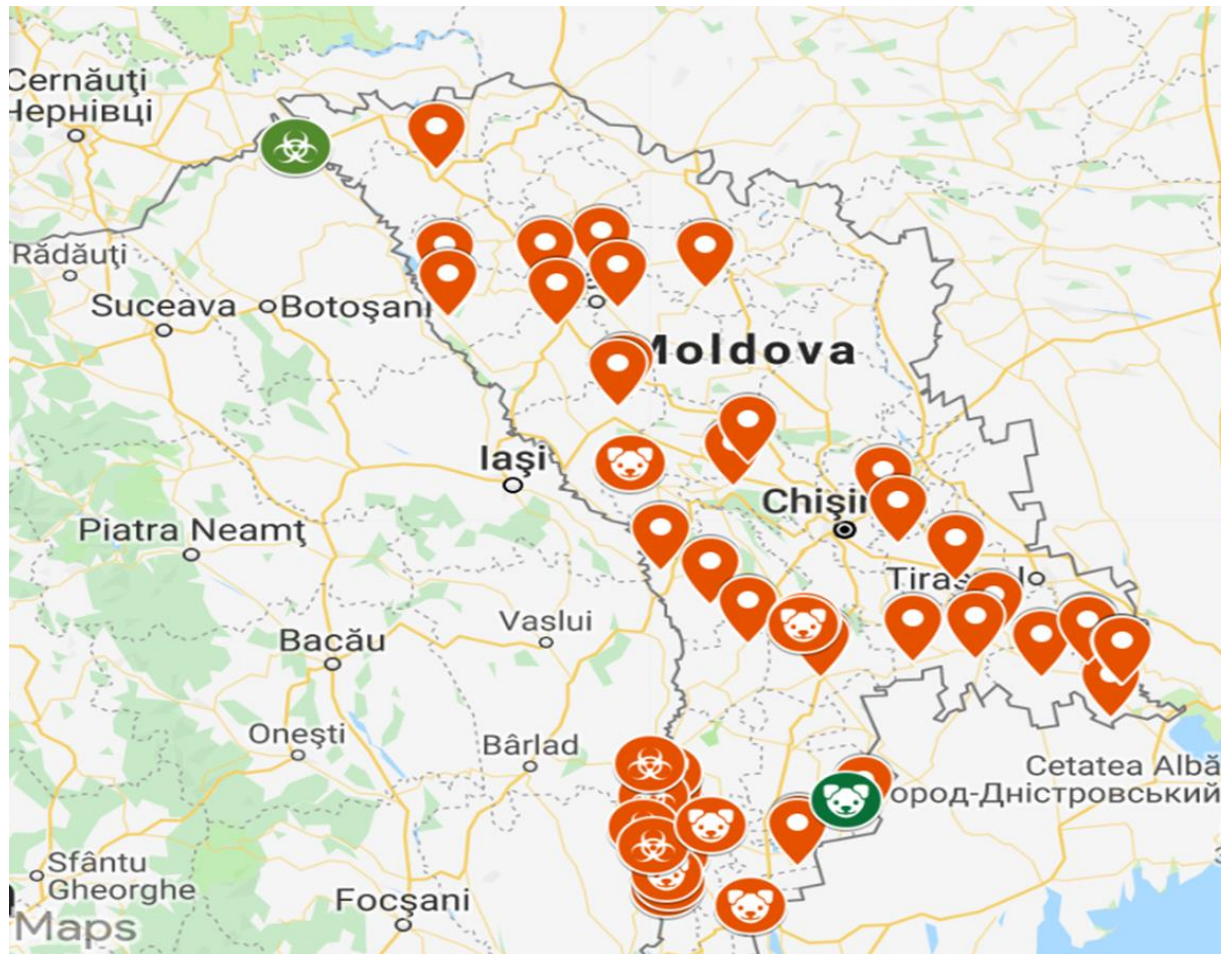 Cernăuţi
Чернівці
Rădăuţi
Suceava
Botoşani
Moldova
Iaşi
Piatra Neamţ
Vaslui
Bacău
Oneşti
Bârlad
Cetatea Albă
Sfântu
Gheorghe
Focşani
Maps